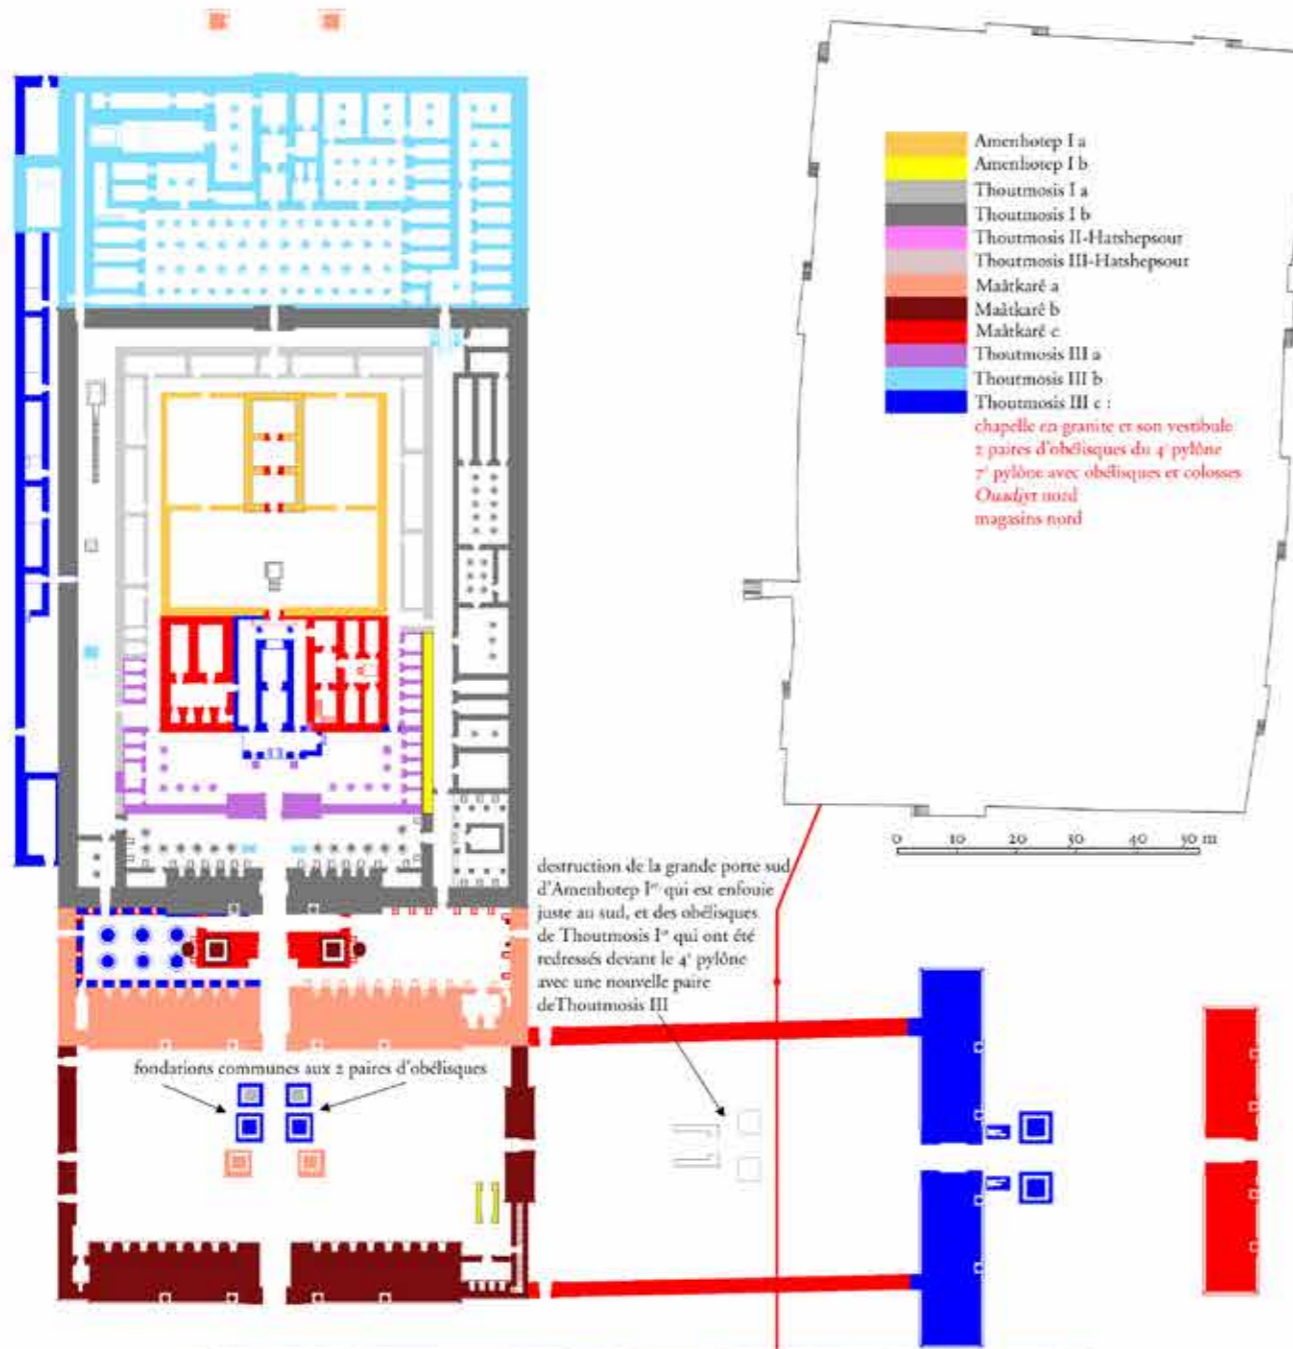 Amenhotep I a
Amenhotep I b
Thoutmosis I a
Thoutmosis I b
Thoutmosis II-Hatshepsout
Thoutmosis III-Hatshepsout
Maâtkarê a
Maâtkarê b
Maâtkarê c
Thoutmosis III a
Thoutmosis III b
Thoutmosis III c :
chapelle en granite et son vestibule
2 paires d'obélisques du 4e pylône
7e pylône avec obélisques et colosses
Ouadjyt nord
magasins nord
0 10 20 30 40 50 m
destruction de la grande porte sud
d'Amenhotep Ier qui est enfouie
juste au sud, et des obélisques
de Thoutmosis Ier qui ont été
redressés devant le 4e pylône
avec une nouvelle paire
deThoutmosis III
fondations communes aux 2 paires d'obélisques